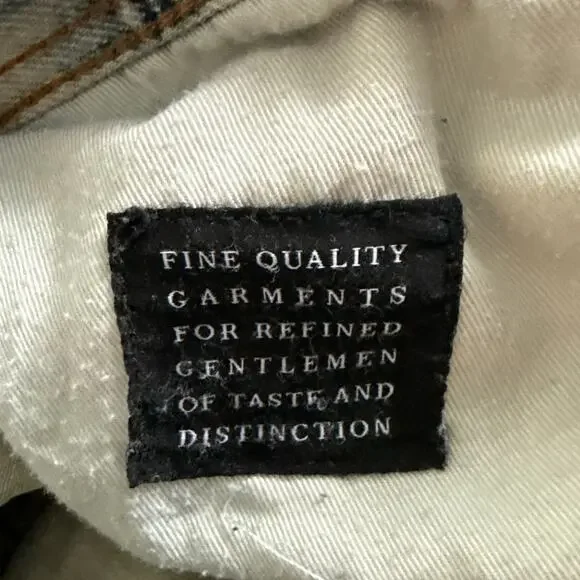 FINE QUALITY
GARMENTS
FOR REFINED
GENTLEMEN
OF TASTE AND
DISTINCTION